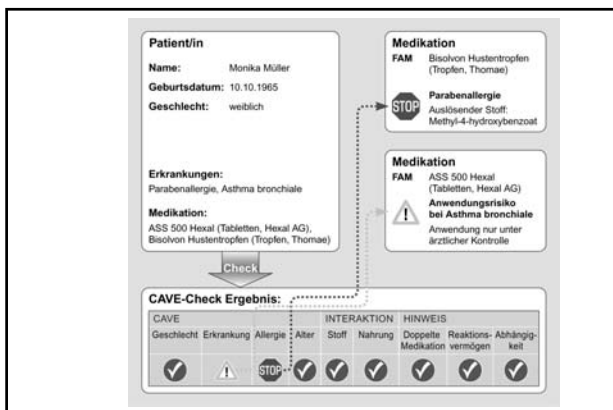 Patient/in
Name: Monika Müller
Geburtsdatum: 10.10.1965
Geschlecht: weiblich
Erkrankungen:
Parabenallergie, Asthma bronchiale
Medikation:
ASS 500 Hexal (Tabletten, Hexal AG),
Bisolvon Hustentropfen (Tropfen, Thomae)
Medikation
FAM Bisolvon Hustentropfen
(Tropfen, Thomae)
STOP Parabenallergie
Auslösender Stoff:
Methyl-4-hydroxybenzoat
Medikation
FAM ASS 500 Hexal
(Tabletten, Hexal AG)
Anwendungsrisiko
bei Asthma bronchiale
Anwendung nur unter
ärztlicher Kontrolle
Check
CAVE-Check Ergebnis:
CAVE INTERAKTION HINWEIS
Geschlecht Erkrankung Allergie Alter Stoff Nahrung Doppelte Reaktions- Abhängig-
Medikation vermögen keit
STOP